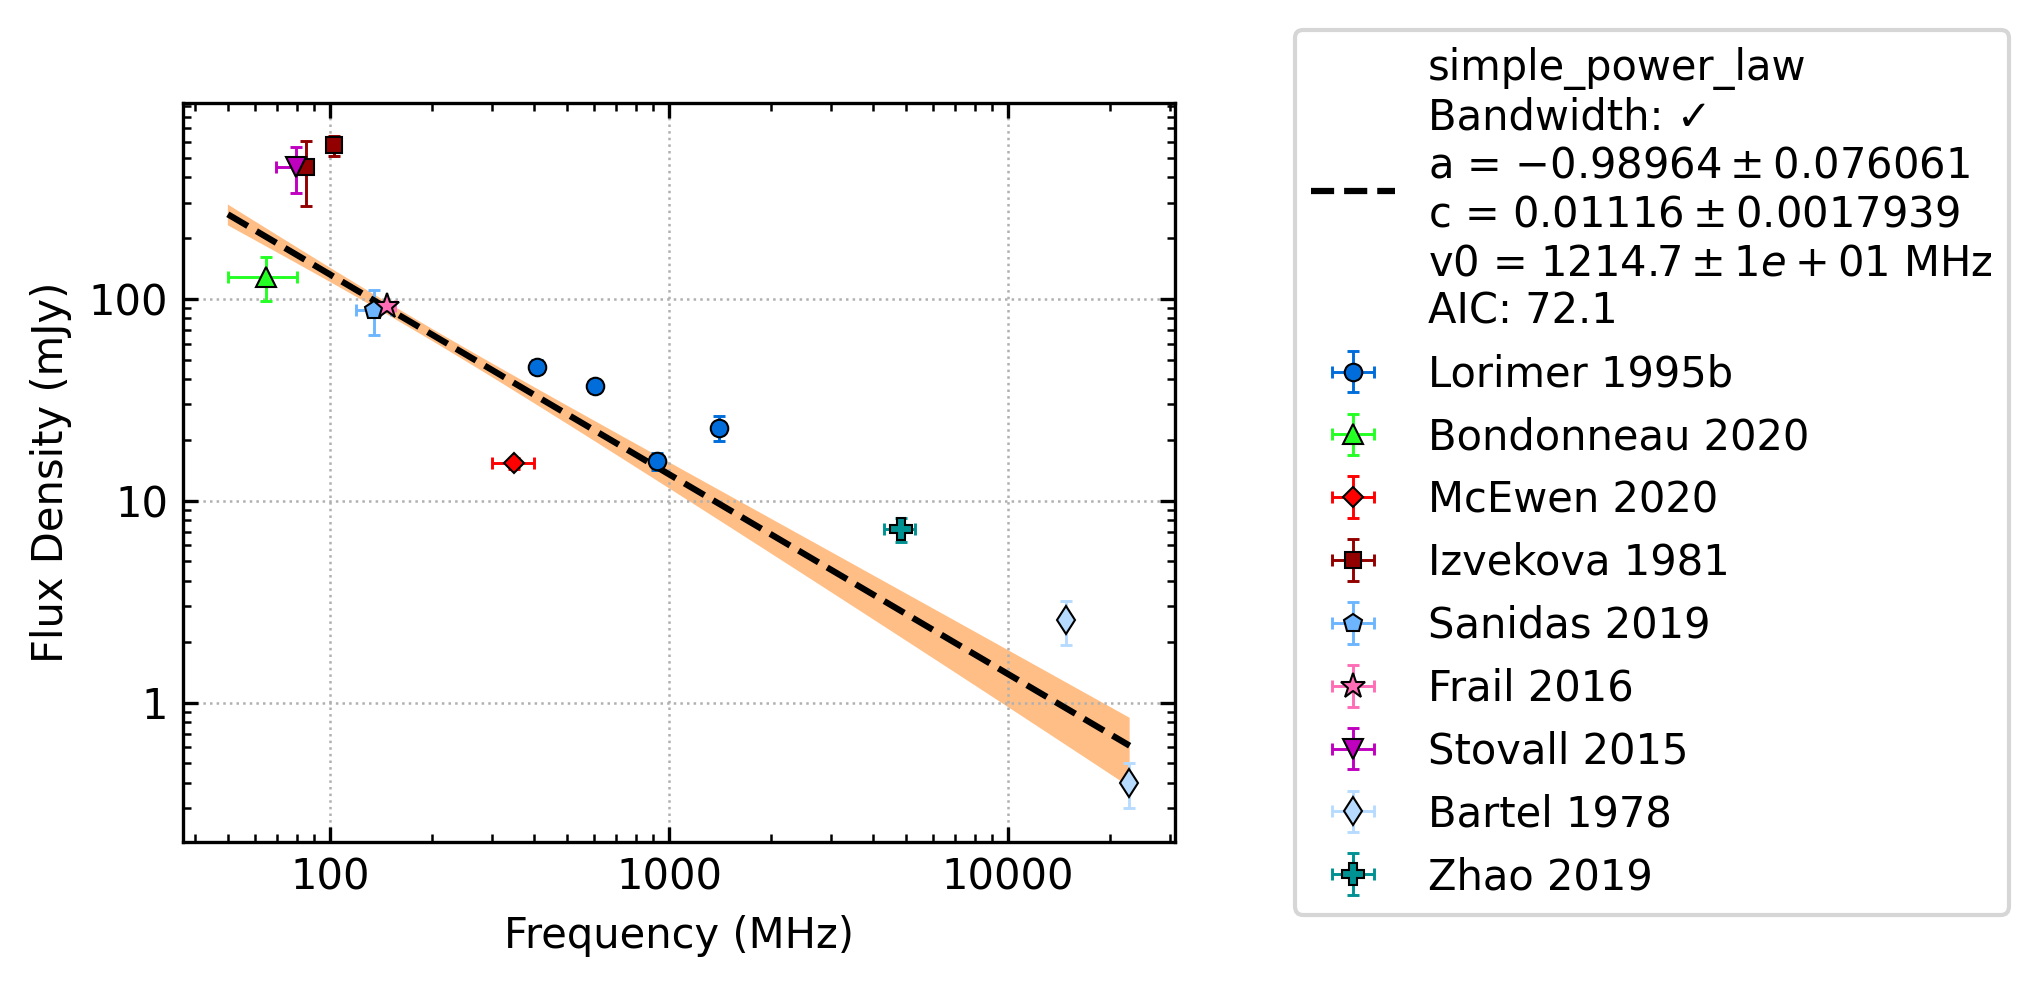 simple_power_law
Bandwidth: ✓
a = −0.98964 ± 0.076061
c = 0.01116 ± 0.0017939
v0 = 1214.7 ± 1e + 01 MHz
AIC: 72.1
Lorimer 1995b
Bondonneau 2020
McEwen 2020
Izvekova 1981
Sanidas 2019
Frail 2016
Stovall 2015
Bartel 1978
Zhao 2019
Flux Density (mJy)
100
10
1
100 1000 10000
Frequency (MHz)